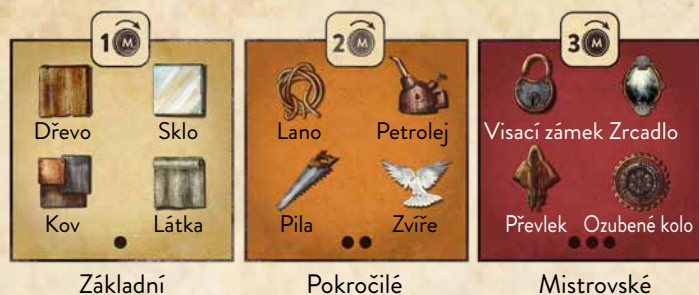 1 M
2 M
3 M
Dřevo Sklo
Lano Petrolej
Visací zámek Zrcadlo
Kov Látka
Pila Zvíře
Převlek Ozubené kolo
Základní
Pokročilé
Mistrovské